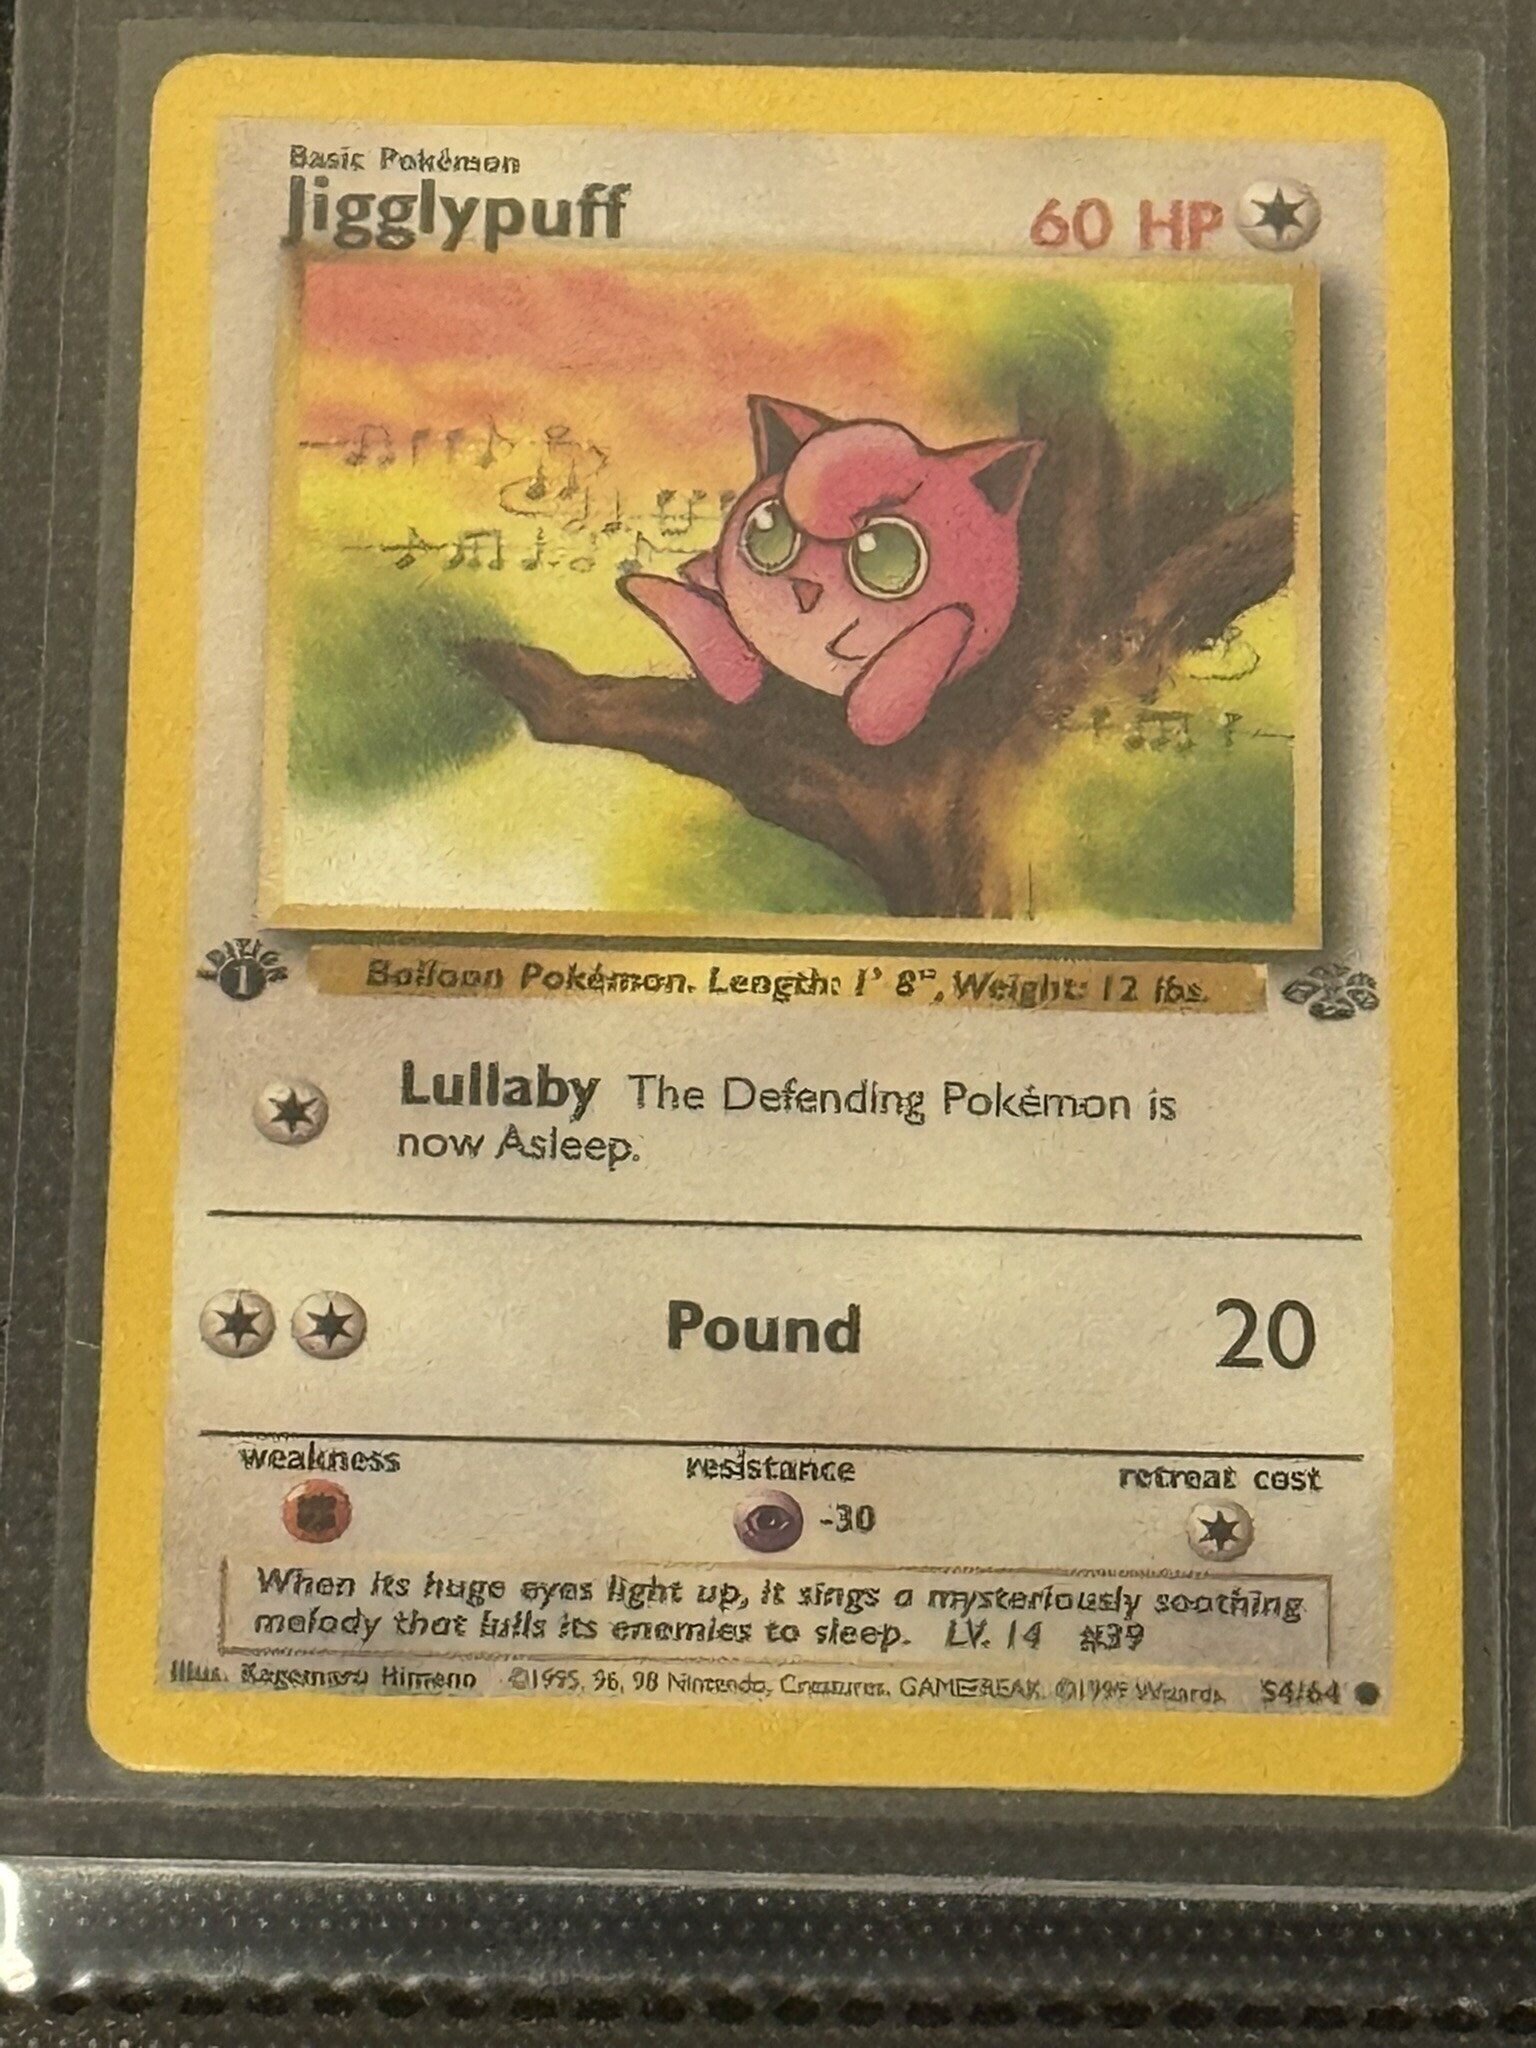 Basic Pokémon
Jigglypuff
60 HP
EDITION
1
Balloon Pokémon. Length: 1' 8", Weight: 12 lbs.
Lullaby The Defending Pokémon is
now Asleep.
Pound 20
weakness resistance retreat cost
-30
When its huge eyes light up, it sings a mysteriously soothing
melody that lulls its enemies to sleep. LV. 14 #39
Illus. Kagemaru Himeno ©1995, 96, 98 Nintendo, Creatures, GAMEFREAK. Wizards. 54/64